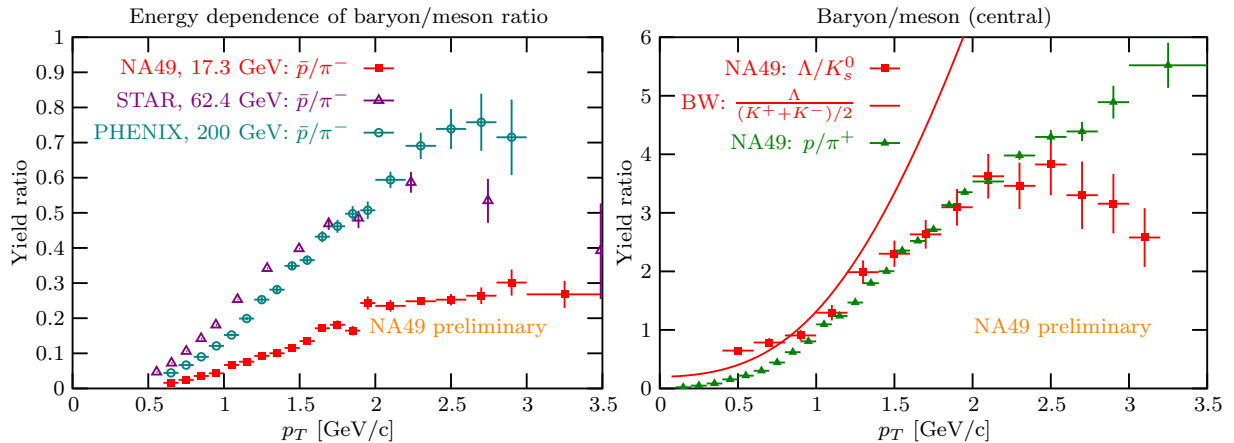 Energy dependence of baryon/meson ratio
1
0.9
0.8
0.7
0.6
0.5
0.4
0.3
0.2
0.1
0
Yield ratio
NA49, 17.3 GeV: p̄/π⁻
STAR, 62.4 GeV: p̄/π⁻
PHENIX, 200 GeV: p̄/π⁻
NA49 preliminary
0 0.5 1 1.5 2 2.5 3 3.5
p_T [GeV/c]
Baryon/meson (central)
6
5
4
3
2
1
0
Yield ratio
NA49: Λ/K⁰ₛ
BW: Λ/(K⁺+K⁻)/2
NA49: p/π⁺
NA49 preliminary
0 0.5 1 1.5 2 2.5 3 3.5
p_T [GeV/c]